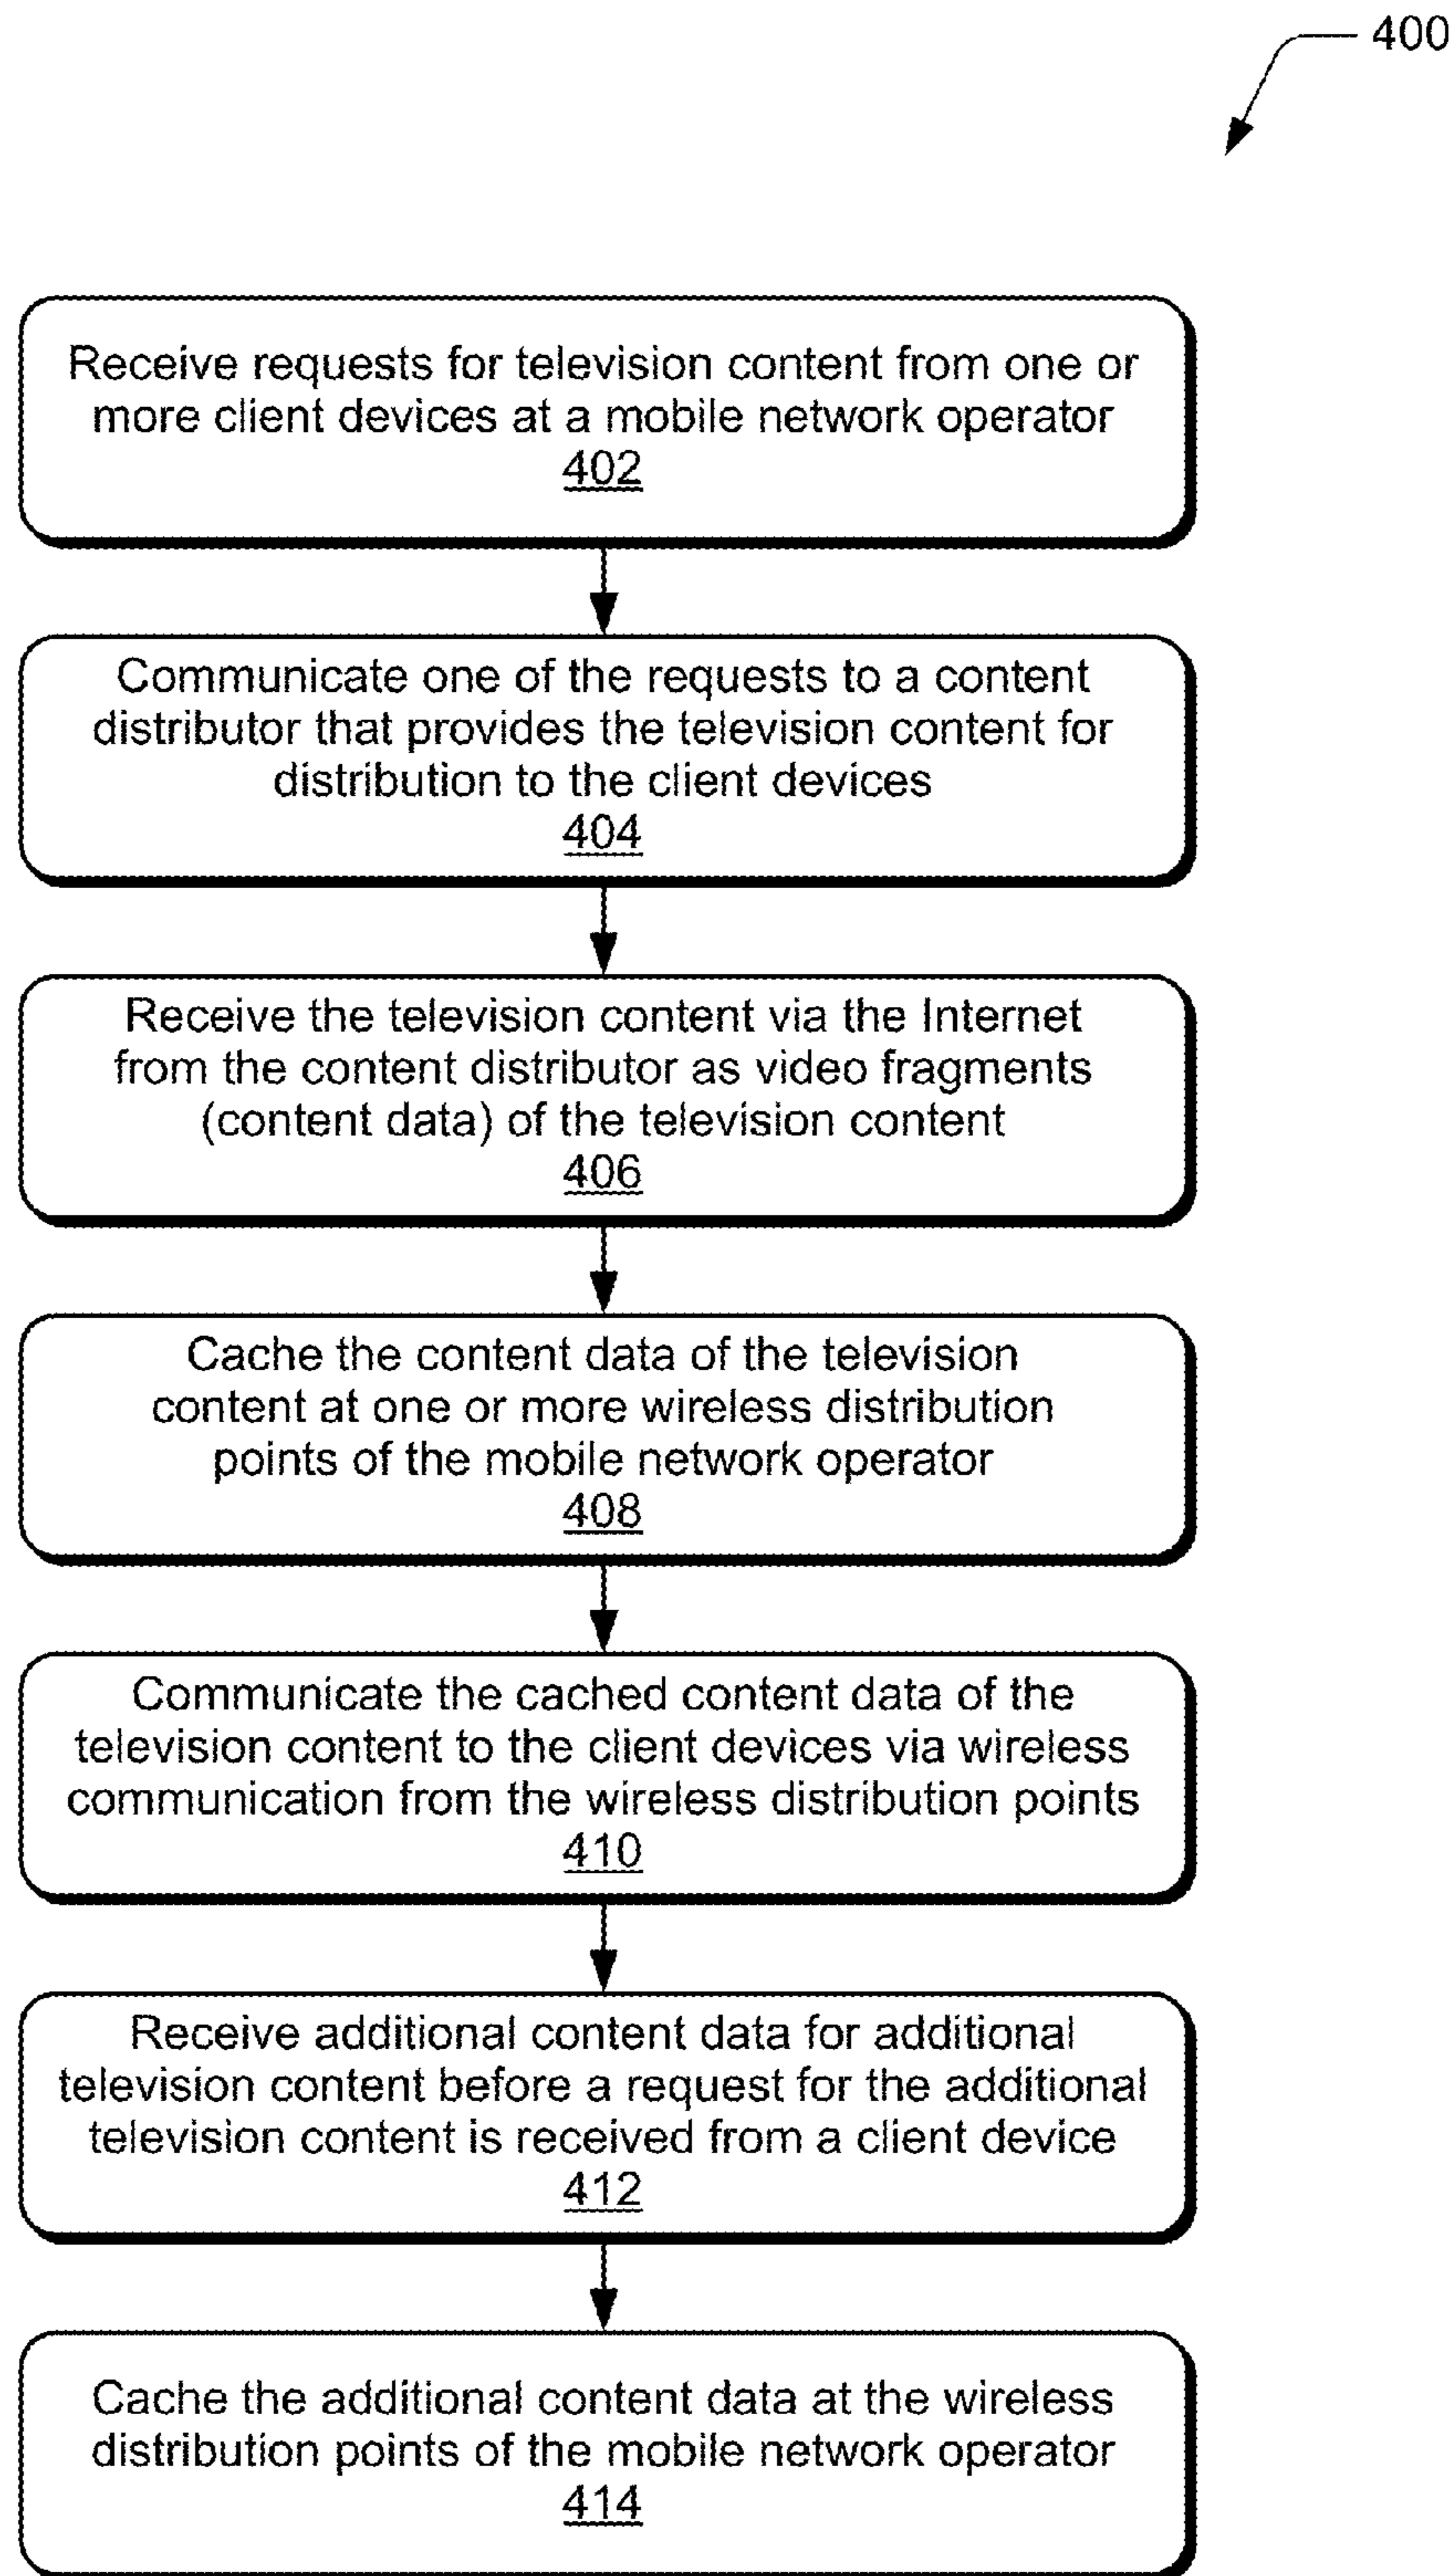 400
Receive requests for television content from one or
more client devices at a mobile network operator
402
Communicate one of the requests to a content
distributor that provides the television content for
distribution to the client devices
404
Receive the television content via the Internet
from the content distributor as video fragments
(content data) of the television content
406
Cache the content data of the television
content at one or more wireless distribution
points of the mobile network operator
408
Communicate the cached content data of the
television content to the client devices via wireless
communication from the wireless distribution points
410
Receive additional content data for additional
television content before a request for the additional
television content is received from a client device
412
Cache the additional content data at the wireless
distribution points of the mobile network operator
414